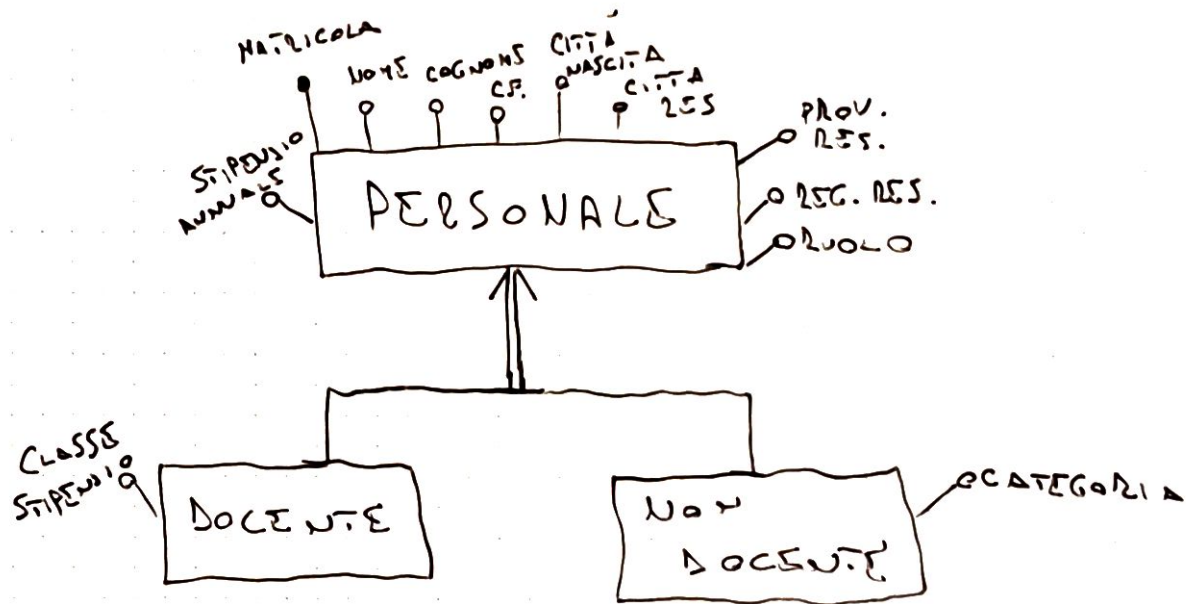 MATRICOLA
NOME
COGNOME
C.F.
CITTÀ
NASCITA
CITTA
RES
PROV.
RES.
REG. RES.
RUOLO
STIPENDIO
ANNUALE
PERSONALE
CLASSE
STIPENDIO
DOCENTE
NON
DOCENTE
CATEGORIA